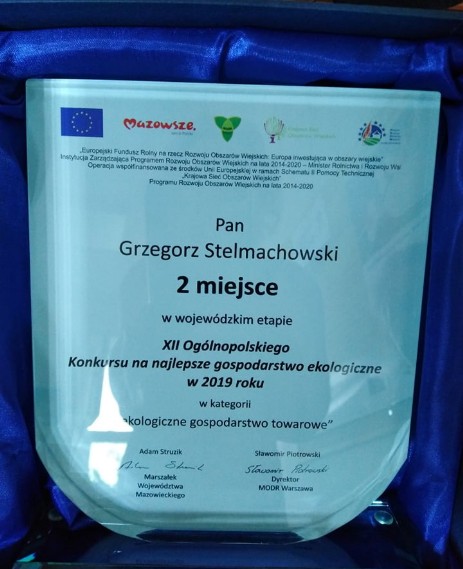 Mazowsze.
„Europejski Fundusz Rolny na rzecz Rozwoju Obszarów Wiejskich: Europa inwestująca w obszary wiejskie"
Instytucja Zarządzająca Programem Rozwoju Obszarów Wiejskich na lata 2014-2020 – Minister Rolnictwa i Rozwoju Wsi
Operacja współfinansowana ze środków Unii Europejskiej w ramach Schematu II Pomocy Technicznej
„Krajowa Sieć Obszarów Wiejskich"
Programu Rozwoju Obszarów Wiejskich na lata 2014-2020
Pan
Grzegorz Stelmachowski
2 miejsce
w wojewódzkim etapie
XII Ogólnopolskiego
Konkursu na najlepsze gospodarstwo ekologiczne
w 2019 roku
w kategorii
ekologiczne gospodarstwo towarowe”
Adam Struzik
Sławomir Piotrowski
Sławomir Piotrowski
Marszałek
Województwa
Mazowieckiego
Dyrektor
MODR Warszawa